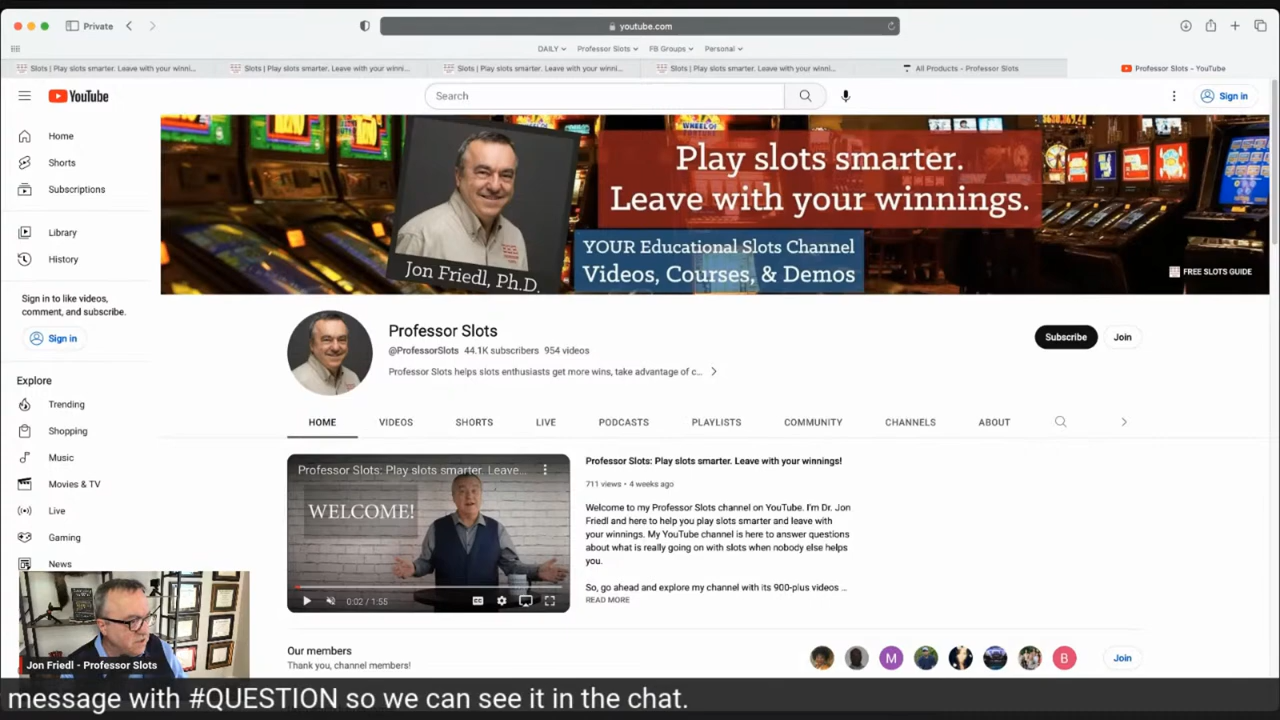 Private
youtube.com
DAILY Professor Slots FB Groups Personal
Slots | Play slots smarter. Leave with your winni...
Slots | Play slots smarter. Leave with your winni...
Slots | Play slots smarter. Leave with your winni...
Slots | Play slots smarter. Leave with your winni...
All Products - Professor Slots
Professor Slots - YouTube
YouTube
Search
Sign in
Home
Shorts
Subscriptions
Library
History
Sign in to like videos,
comment, and subscribe.
Sign in
Explore
Trending
Shopping
Music
Movies & TV
Live
Gaming
News
WHEEL OF
Play slots smarter.
Leave with your winnings.
YOUR Educational Slots Channel
Videos, Courses, & Demos
Jon Friedl, Ph.D.
FREE SLOTS GUIDE
Professor Slots
@ProfessorSlots 44.1K subscribers 954 videos
Professor Slots helps slots enthusiasts get more wins, take advantage of c...
Subscribe
Join
HOME VIDEOS SHORTS LIVE PODCASTS PLAYLISTS COMMUNITY CHANNELS ABOUT
Professor Slots: Play slots smarter. Leave...
WELCOME!
0:02 / 1:55
Professor Slots: Play slots smarter. Leave with your winnings!
711 views • 4 weeks ago
Welcome to my Professor Slots channel on YouTube. I'm Dr. Jon
Friedl and here to help you play slots smarter and leave with
your winnings. My YouTube channel is here to answer questions
about what is really going on with slots when nobody else helps
you.
So, go ahead and explore my channel with its 900-plus videos ...
READ MORE
Our members
Thank you, channel members!
M
B
Join
Jon Friedl - Professor Slots
message with #QUESTION so we can see it in the chat.